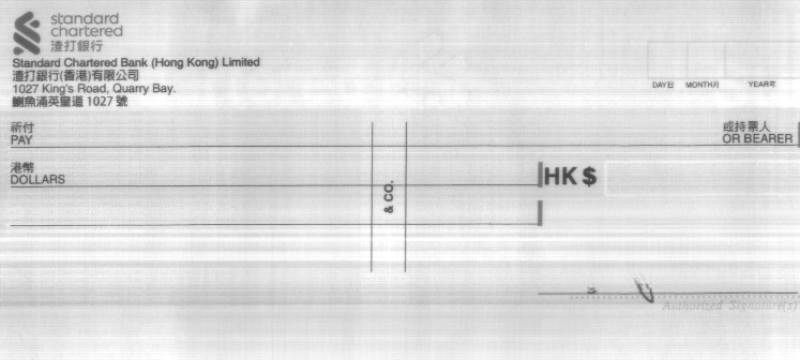 standard
chartered
渣打銀行
Standard Chartered Bank (Hong Kong) Limited
渣打銀行(香港)有限公司
1027 King's Road, Quarry Bay.
鰂魚涌英皇道 1027 號
DAY日 MONTH月 YEAR年
祈付
PAY
或持票人
OR BEARER
港幣
DOLLARS
HK $
& CO.
Authorized Signature(s)